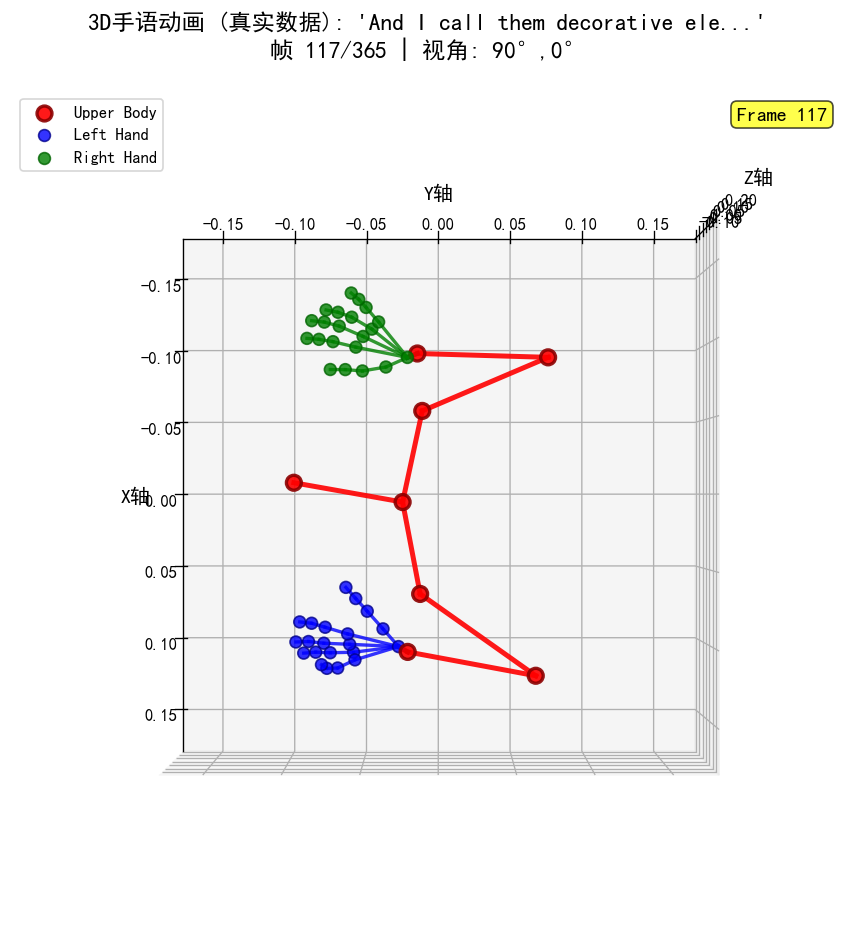 3D手语动画 (真实数据): 'And I call them decorative ele...'
帧 117/365 | 视角: 90°,0°
Frame 117
Upper Body
Left Hand
Right Hand
Z轴
Y轴
−0.15 −0.10 −0.05 0.00 0.05 0.10 0.15
−0.15
−0.10
−0.05
X轴
0.00
0.05
0.10
0.15